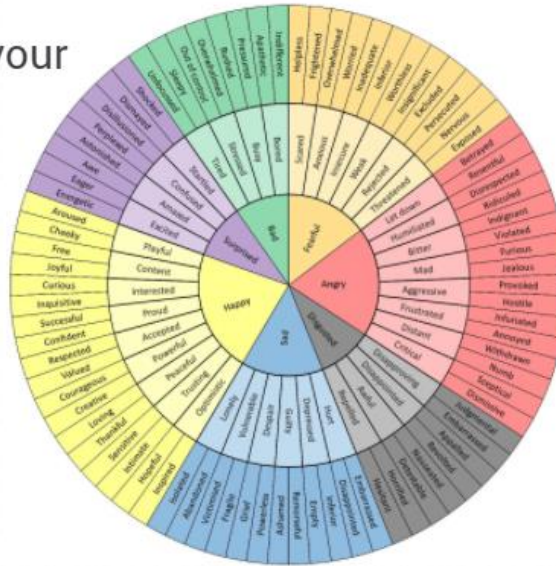 your
Bad
Fearful
Angry
Disgusted
Sad
Happy
Surprised
Tired
Stressed
Busy
Bored
Scared
Anxious
Insecure
Weak
Rejected
Threatened
Let down
Humiliated
Bitter
Mad
Aggressive
Frustrated
Distant
Critical
Disapproving
Disappointed
Awful
Repelled
Hurt
Depressed
Guilty
Despair
Vulnerable
Lonely
Optimistic
Trusting
Peaceful
Powerful
Accepted
Proud
Interested
Content
Playful
Excited
Amazed
Confused
Startled
Unfocussed
Sleepy
Out of control
Overwhelmed
Rushed
Pressured
Apathetic
Indifferent
Helpless
Frightened
Overwhelmed
Worried
Inadequate
Inferior
Worthless
Insignificant
Excluded
Persecuted
Nervous
Exposed
Betrayed
Resentful
Disrespected
Ridiculed
Indignant
Violated
Furious
Jealous
Provoked
Hostile
Infuriated
Annoyed
Withdrawn
Numb
Sceptical
Dismissive
Judgmental
Embarrassed
Appalled
Revolted
Nauseated
Detestable
Horrified
Hesitant
Embarrassed
Disappointed
Inferior
Empty
Remorseful
Ashamed
Powerless
Grief
Fragile
Victimised
Abandoned
Isolated
Inspired
Hopeful
Intimate
Sensitive
Thankful
Loving
Creative
Courageous
Valued
Respected
Confident
Successful
Inquisitive
Curious
Joyful
Free
Cheeky
Aroused
Energetic
Eager
Awe
Astonished
Perplexed
Disillusioned
Dismayed
Shocked